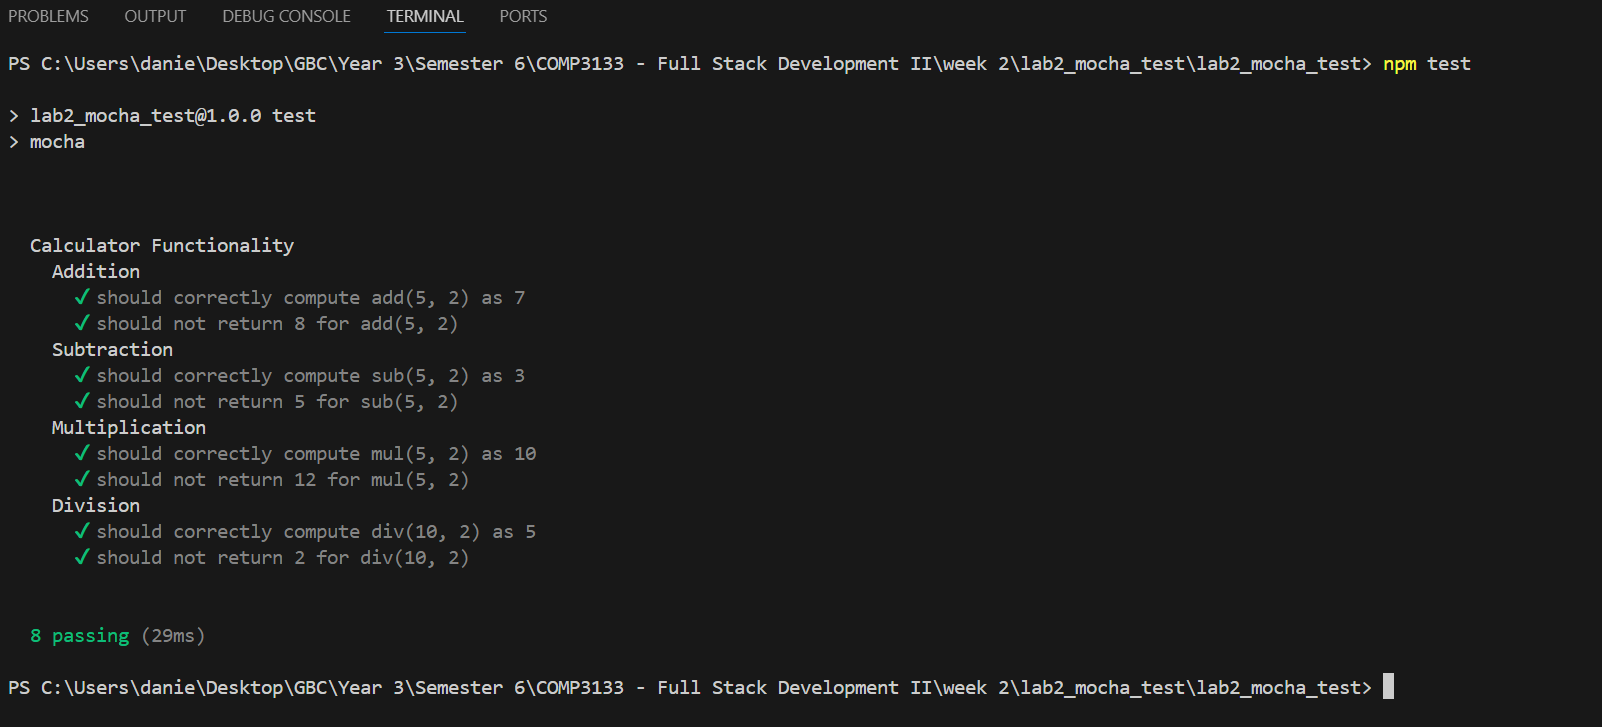 PROBLEMS OUTPUT DEBUG CONSOLE TERMINAL PORTS
PS C:\Users\danie\Desktop\GBC\Year 3\Semester 6\COMP3133 - Full Stack Development II\week 2\lab2_mocha_test\lab2_mocha_test> npm test
> lab2_mocha_test@1.0.0 test
> mocha
Calculator Functionality
Addition
✓ should correctly compute add(5, 2) as 7
✓ should not return 8 for add(5, 2)
Subtraction
✓ should correctly compute sub(5, 2) as 3
✓ should not return 5 for sub(5, 2)
Multiplication
✓ should correctly compute mul(5, 2) as 10
✓ should not return 12 for mul(5, 2)
Division
✓ should correctly compute div(10, 2) as 5
✓ should not return 2 for div(10, 2)
8 passing (29ms)
PS C:\Users\danie\Desktop\GBC\Year 3\Semester 6\COMP3133 - Full Stack Development II\week 2\lab2_mocha_test\lab2_mocha_test>